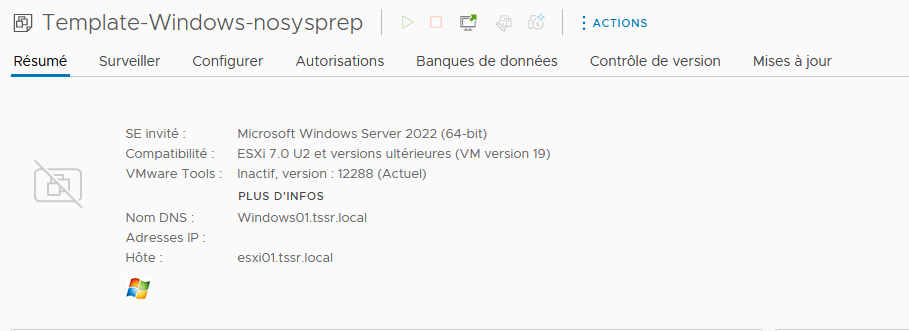 Template-Windows-nosysprep ACTIONS
Résumé Surveiller Configurer Autorisations Banques de données Contrôle de version Mises à jour
SE invité : Microsoft Windows Server 2022 (64-bit)
Compatibilité : ESXi 7.0 U2 et versions ultérieures (VM version 19)
VMware Tools : Inactif, version : 12288 (Actuel)
PLUS D'INFOS
Nom DNS : Windows01.tssr.local
Adresses IP :
Hôte : esxi01.tssr.local